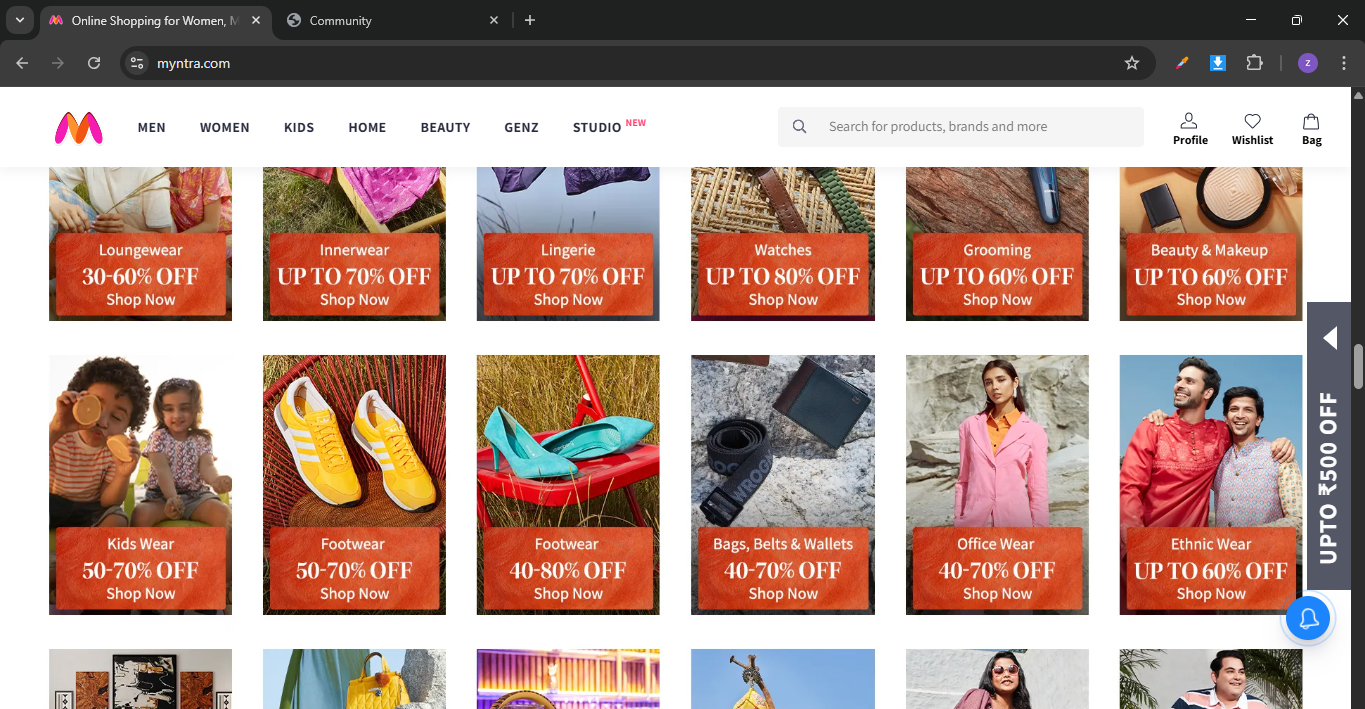 Online Shopping for Women, M
Community
myntra.com
z
MEN
WOMEN
KIDS
HOME
BEAUTY
GENZ
STUDIO NEW
Search for products, brands and more
Profile
Wishlist
Bag
Loungewear
30-60% OFF
Shop Now
Innerwear
UP TO 70% OFF
Shop Now
Lingerie
UP TO 70% OFF
Shop Now
Watches
UP TO 80% OFF
Shop Now
Grooming
UP TO 60% OFF
Shop Now
Beauty & Makeup
UP TO 60% OFF
Shop Now
Kids Wear
50-70% OFF
Shop Now
Footwear
50-70% OFF
Shop Now
Footwear
40-80% OFF
Shop Now
WROGN
Bags, Belts & Wallets
40-70% OFF
Shop Now
Office Wear
40-70% OFF
Shop Now
Ethnic Wear
UP TO 60% OFF
Shop Now
UPTO ₹500 OFF